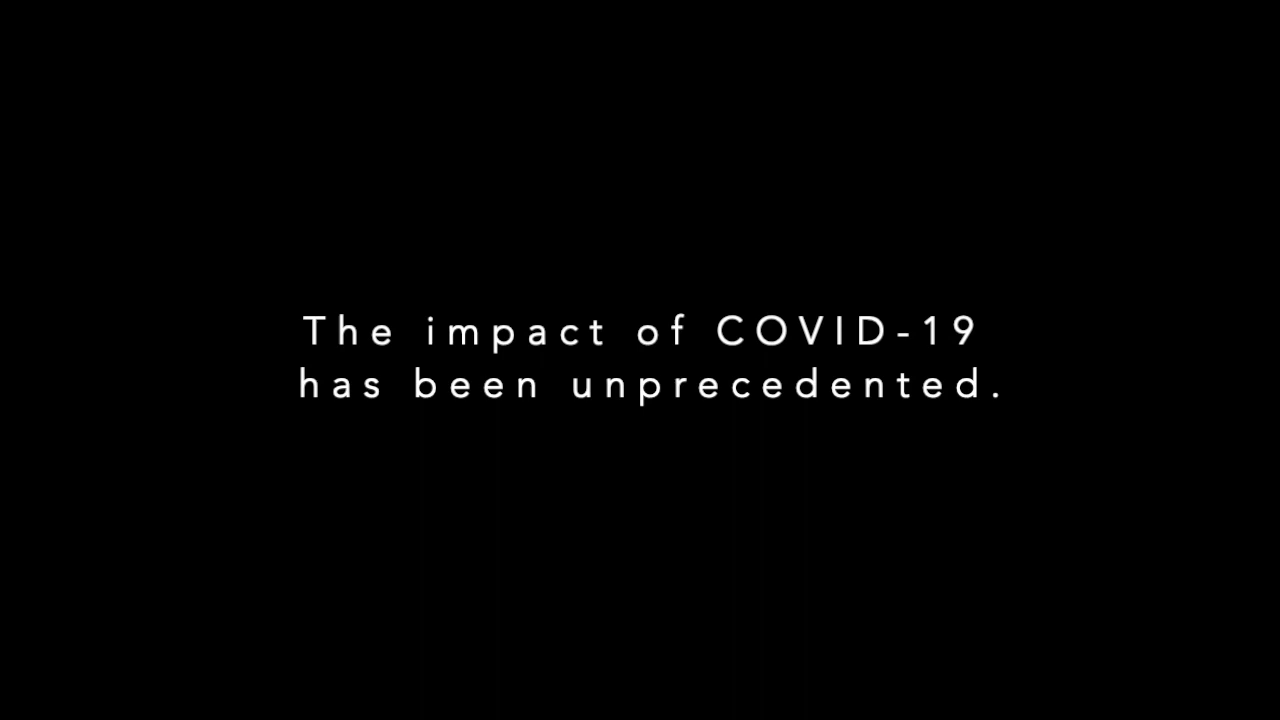 The impact of COVID-19
has been unprecedented.